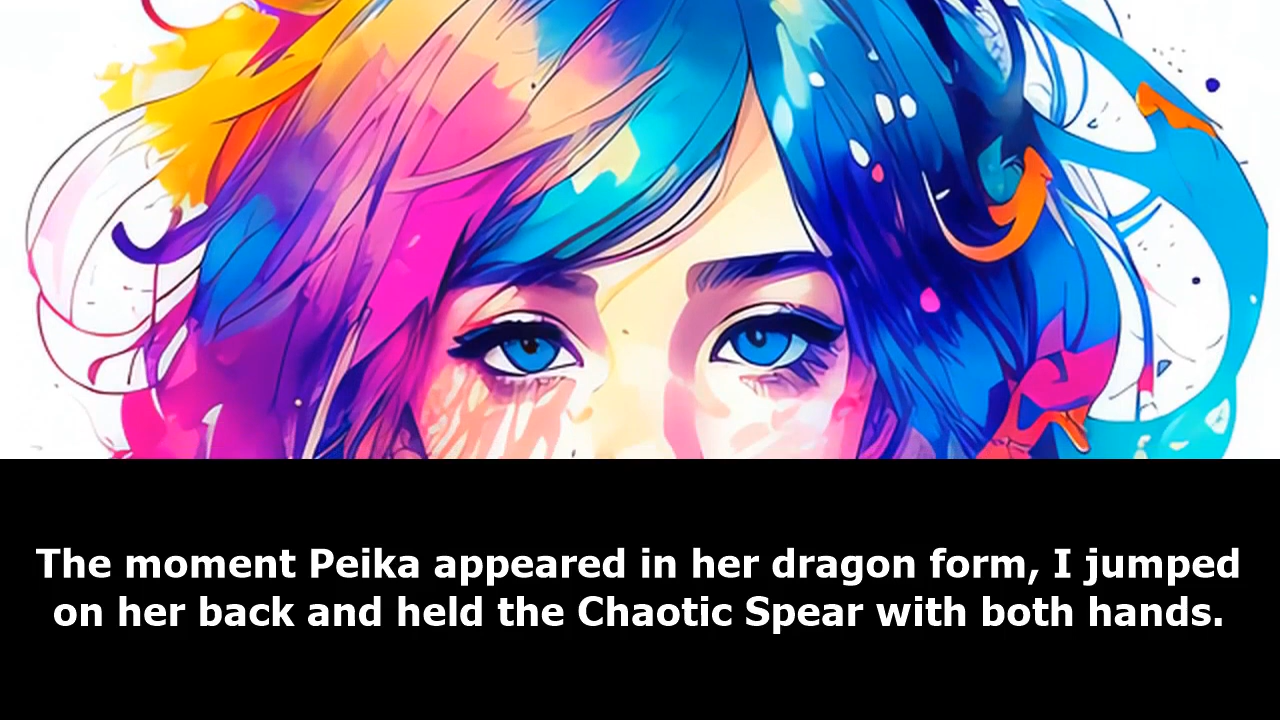 The moment Peika appeared in her dragon form, I jumped
on her back and held the Chaotic Spear with both hands.